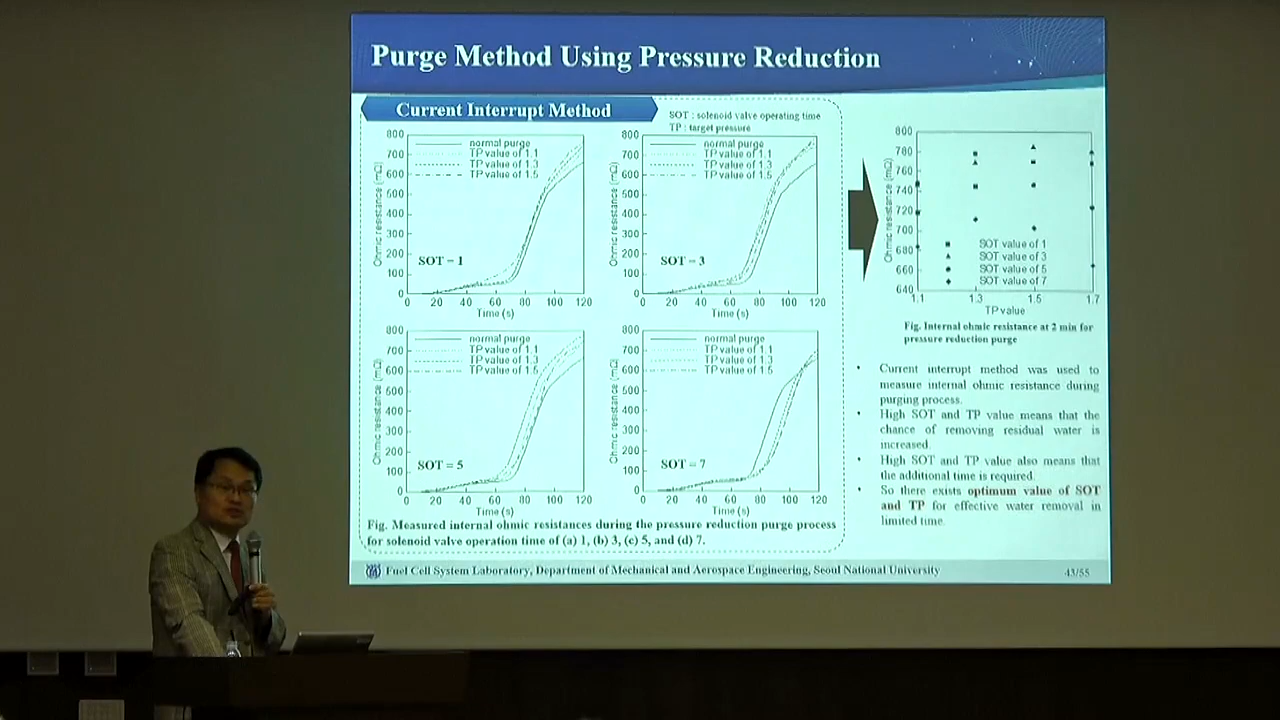 Purge Method Using Pressure Reduction
Current Interrupt Method
SOT : solenoid valve operating time
TP : target pressure
800
700
600
500
400
300
200
100
0
Ohmic resistance (mΩ)
normal purge
TP value of 1.1
TP value of 1.3
TP value of 1.5
SOT = 1
0 20 40 60 80 100 120
Time (s)
800
700
600
500
400
300
200
100
0
Ohmic resistance (mΩ)
normal purge
TP value of 1.1
TP value of 1.3
TP value of 1.5
SOT = 3
0 20 40 60 80 100 120
Time (s)
800
700
600
500
400
300
200
100
0
Ohmic resistance (mΩ)
normal purge
TP value of 1.1
TP value of 1.3
TP value of 1.5
SOT = 5
0 20 40 60 80 100 120
Time (s)
800
700
600
500
400
300
200
100
0
Ohmic resistance (mΩ)
normal purge
TP value of 1.1
TP value of 1.3
TP value of 1.5
SOT = 7
0 20 40 60 80 100 120
Time (s)
Fig. Measured internal ohmic resistances during the pressure reduction purge process
for solenoid valve operation time of (a) 1, (b) 3, (c) 5, and (d) 7.
800
780
760
740
720
700
680
660
640
Ohmic resistance (mΩ)
SOT value of 1
SOT value of 3
SOT value of 5
SOT value of 7
1.1 1.3 1.5 1.7
TP value
Fig. Internal ohmic resistance at 2 min for
pressure reduction purge
• Current interrupt method was used to
measure internal ohmic resistance during
purging process.
• High SOT and TP value means that the
chance of removing residual water is
increased.
• High SOT and TP value also means that
the additional time is required.
• So there exists optimum value of SOT
and TP for effective water removal in
limited time.
Fuel Cell System Laboratory, Department of Mechanical and Aerospace Engineering, Seoul National University
43/55